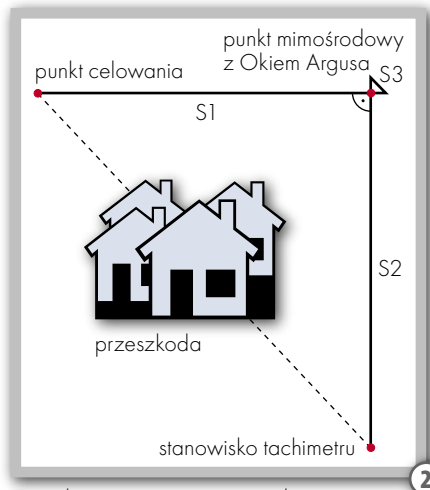 punkt mimośrodowy
z Okiem Argusa
punkt celowania
S3
S1
S2
przeszkoda
stanowisko tachimetru
2